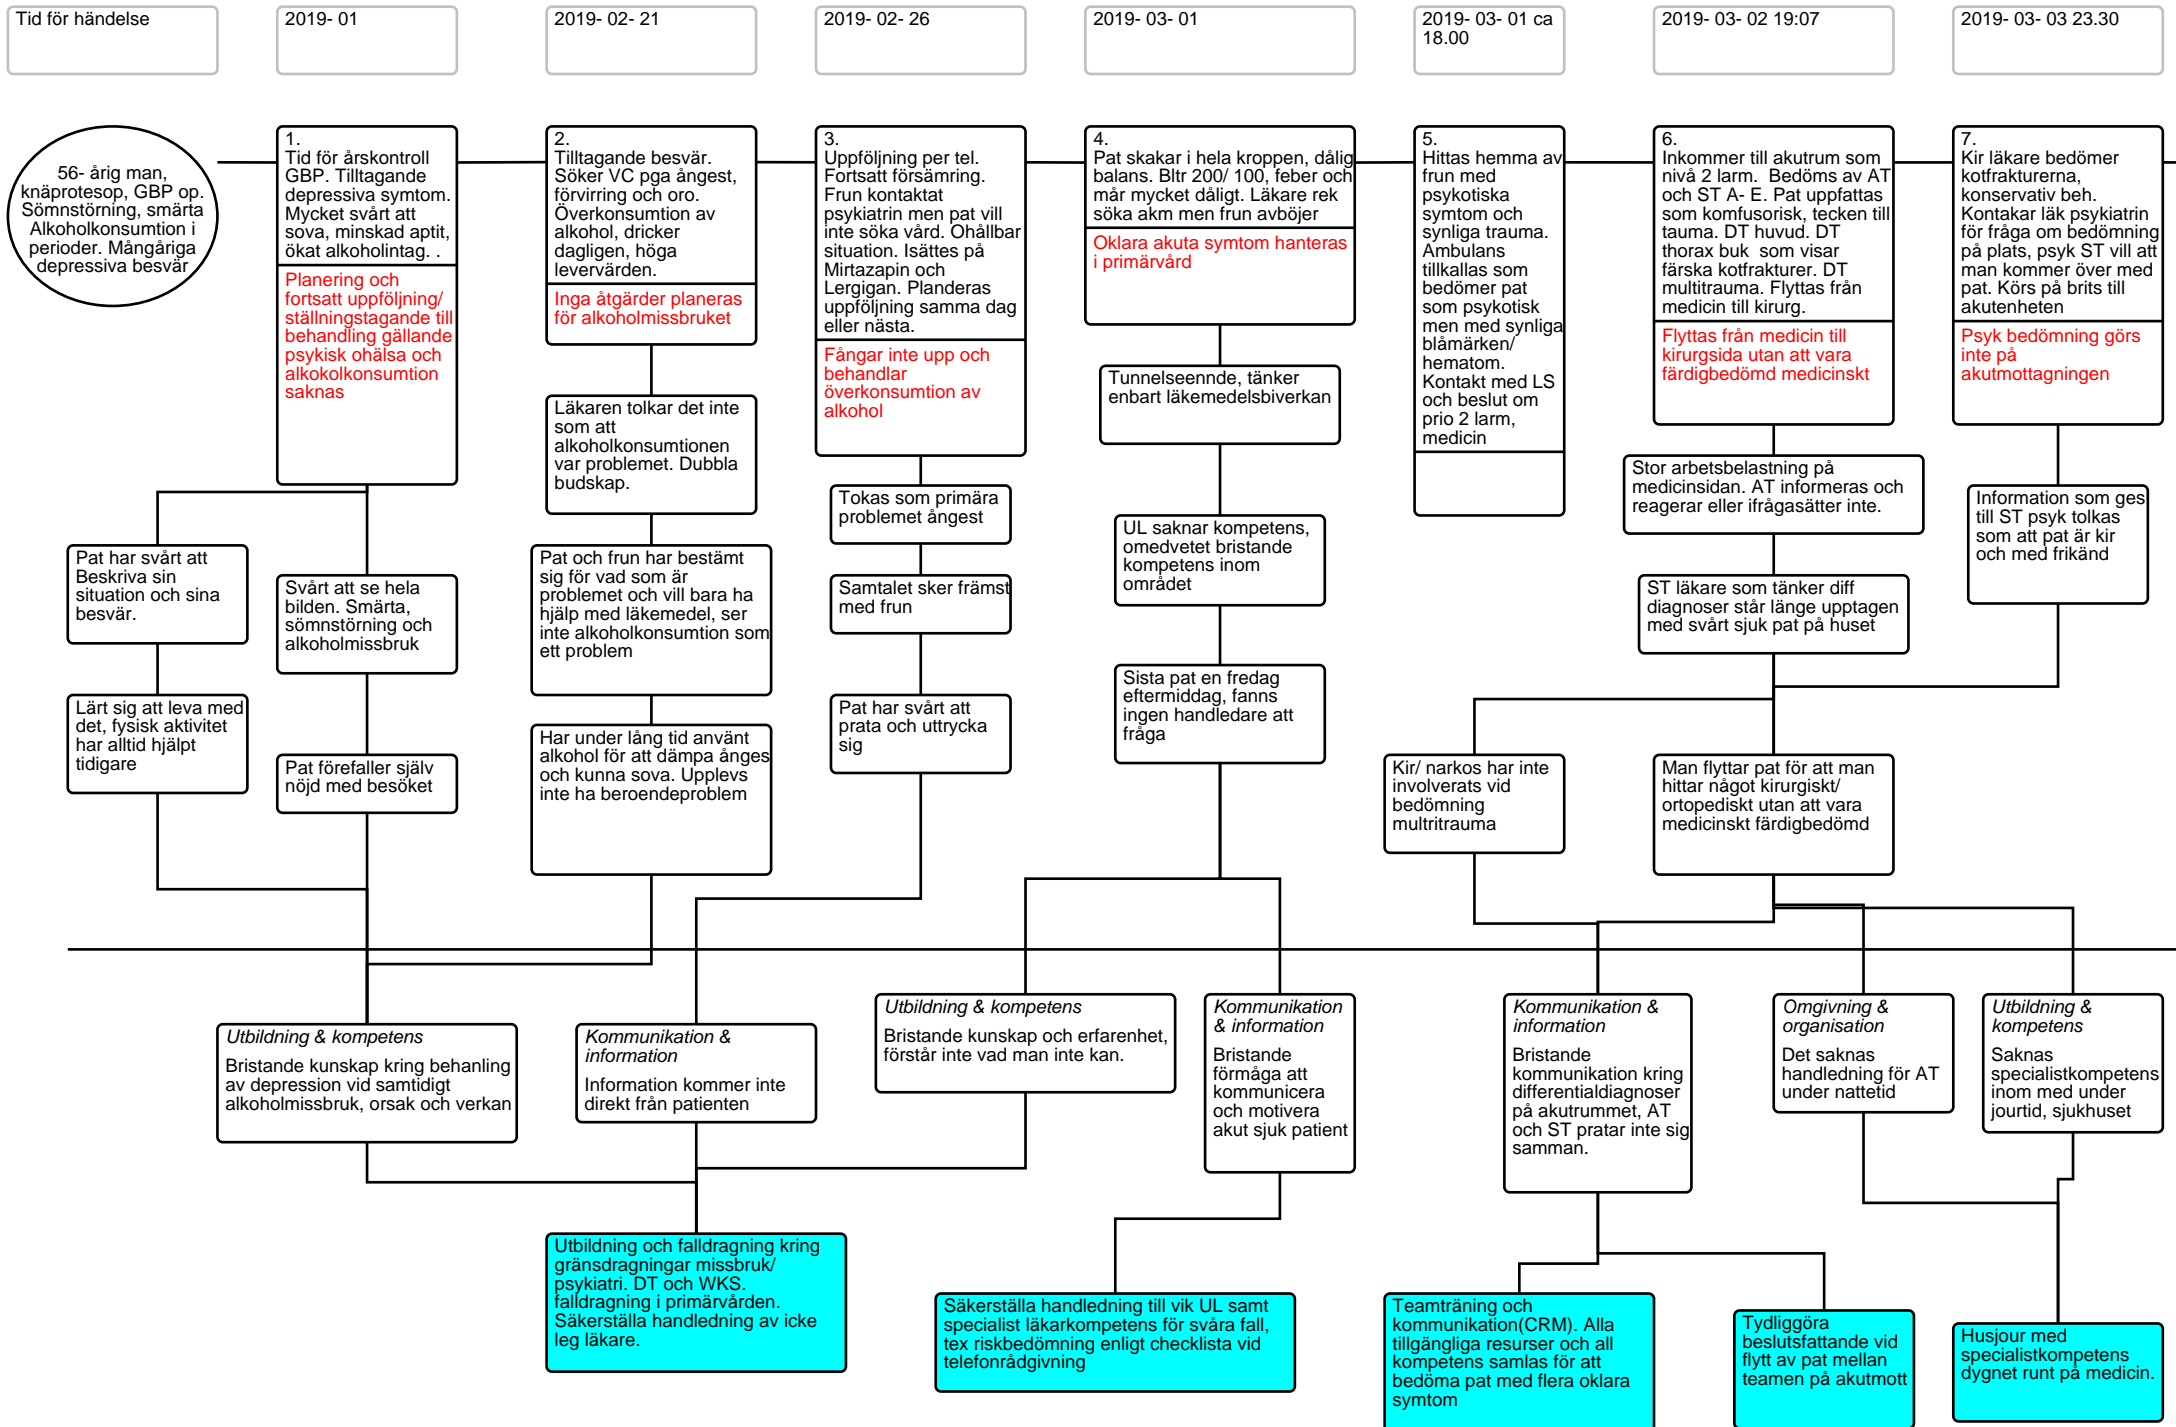 Tid för händelse
2019- 01
2019- 02- 21
2019- 02- 26
2019- 03- 01
2019- 03- 01 ca
18.00
2019- 03- 02 19:07
2019- 03- 03 23.30
56- årig man,
knäprotesop, GBP op.
Sömnstörning, smärta
Alkoholkonsumtion i
perioder. Mångåriga
depressiva besvär
1.
Tid för årskontroll
GBP. Tilltagande
depressiva symtom.
Mycket svårt att
sova, minskad aptit,
ökat alkoholintag. .
Planering och
fortsatt uppföljning/
ställningstagande till
behandling gällande
psykisk ohälsa och
alkokolkonsumtion
saknas
2.
Tilltagande besvär.
Söker VC pga ångest,
förvirring och oro.
Överkonsumtion av
alkohol, dricker
dagligen, höga
levervärden.
Inga åtgärder planeras
för alkoholmissbruket
3.
Uppföljning per tel.
Fortsatt försämring.
Frun kontaktat
psykiatrin men pat vill
inte söka vård. Ohållbar
situation. Isättes på
Mirtazapin och
Lergigan. Planderas
uppföljning samma dag
eller nästa.
Fångar inte upp och
behandlar
överkonsumtion av
alkohol
4.
Pat skakar i hela kroppen, dålig
balans. Bltr 200/ 100, feber och
mår mycket dåligt. Läkare rek
söka akm men frun avböjer
Oklara akuta symtom hanteras
i primärvård
5.
Hittas hemma av
frun med
psykotiska
symtom och
synliga trauma.
Ambulans
tillkallas som
bedömer pat
som psykotisk
men med synliga
blåmärken/
hematom.
Kontakt med LS
och beslut om
prio 2 larm,
medicin
6.
Inkommer till akutrum som
nivå 2 larm.  Bedöms av AT
och ST A- E. Pat uppfattas
som komfusorisk, tecken till
tauma. DT huvud. DT
thorax buk  som visar
färska kotfrakturer. DT
multitrauma. Flyttas från
medicin till kirurg.
Flyttas från medicin till
kirurgsida utan att vara
färdigbedömd medicinskt
7.
Kir läkare bedömer
kotfrakturerna,
konservativ beh.
Kontakar läk psykiatrin
för fråga om bedömning
på plats, psyk ST vill att
man kommer över med
pat. Körs på brits till
akutenheten
Psyk bedömning görs
inte på
akutmottagningen
Pat har svårt att
Beskriva sin
situation och sina
besvär.
Lärt sig att leva med
det, fysisk aktivitet
har alltid hjälpt
tidigare
Svårt att se hela
bilden. Smärta,
sömnstörning och
alkoholmissbruk
Pat förefaller själv
nöjd med besöket
Läkaren tolkar det inte
som att
alkoholkonsumtionen
var problemet. Dubbla
budskap.
Pat och frun har bestämt
sig för vad som är
problemet och vill bara ha
hjälp med läkemedel, ser
inte alkoholkonsumtion som
ett problem
Har under lång tid använt
alkohol för att dämpa ånges
och kunna sova. Upplevs
inte ha beroendeproblem
Tokas som primära
problemet ångest
Samtalet sker främst
med frun
Pat har svårt att
prata och uttrycka
sig
Tunnelseennde, tänker
enbart läkemedelsbiverkan
UL saknar kompetens,
omedvetet bristande
kompetens inom
området
Sista pat en fredag
eftermiddag, fanns
ingen handledare att
fråga
Kir/ narkos har inte
involverats vid
bedömning
multritrauma
Stor arbetsbelastning på
medicinsidan. AT informeras och
reagerar eller ifrågasätter inte.
ST läkare som tänker diff
diagnoser står länge upptagen
med svårt sjuk pat på huset
Man flyttar pat för att man
hittar något kirurgiskt/
ortopediskt utan att vara
medicinskt färdigbedömd
Information som ges
till ST psyk tolkas
som att pat är kir
och med frikänd
Utbildning & kompetens
Bristande kunskap kring behanling
av depression vid samtidigt
alkoholmissbruk, orsak och verkan
Kommunikation &
information
Information kommer inte
direkt från patienten
Utbildning & kompetens
Bristande kunskap och erfarenhet,
förstår inte vad man inte kan.
Kommunikation
& information
Bristande
förmåga att
kommunicera
och motivera
akut sjuk patient
Kommunikation &
information
Bristande
kommunikation kring
differentialdiagnoser
på akutrummet, AT
och ST pratar inte sig
samman.
Omgivning &
organisation
Det saknas
handledning för AT
under nattetid
Utbildning &
kompetens
Saknas
specialistkompetens
inom med under
jourtid, sjukhuset
Utbildning och falldragning kring
gränsdragningar missbruk/
psykiatri. DT och WKS.
falldragning i primärvården.
Säkerställa handledning av icke
leg läkare.
Säkerställa handledning till vik UL samt
specialist läkarkompetens för svåra fall,
tex riskbedömning enligt checklista vid
telefonrådgivning
Teamträning och
kommunikation(CRM). Alla
tillgängliga resurser och all
kompetens samlas för att
bedöma pat med flera oklara
symtom
Tydliggöra
beslutsfattande vid
flytt av pat mellan
teamen på akutmott
Husjour med
specialistkompetens
dygnet runt på medicin.